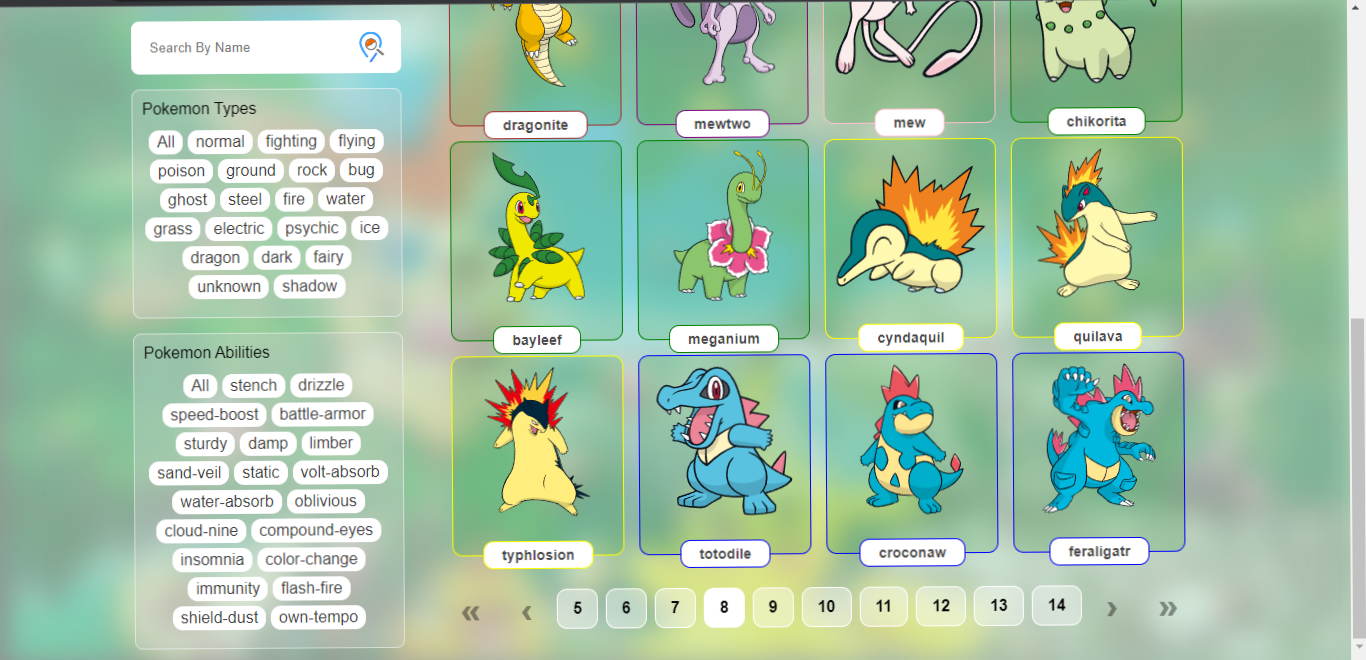 Search By Name
Pokemon Types
All normal fighting flying
poison ground rock bug
ghost steel fire water
grass electric psychic ice
dragon dark fairy
unknown shadow
Pokemon Abilities
All stench drizzle
speed-boost battle-armor
sturdy damp limber
sand-veil static volt-absorb
water-absorb oblivious
cloud-nine compound-eyes
insomnia color-change
immunity flash-fire
shield-dust own-tempo
dragonite mewtwo mew chikorita
bayleef meganium cyndaquil quilava
typhlosion totodile croconaw feraligatr
« ‹ 5 6 7 8 9 10 11 12 13 14 › »